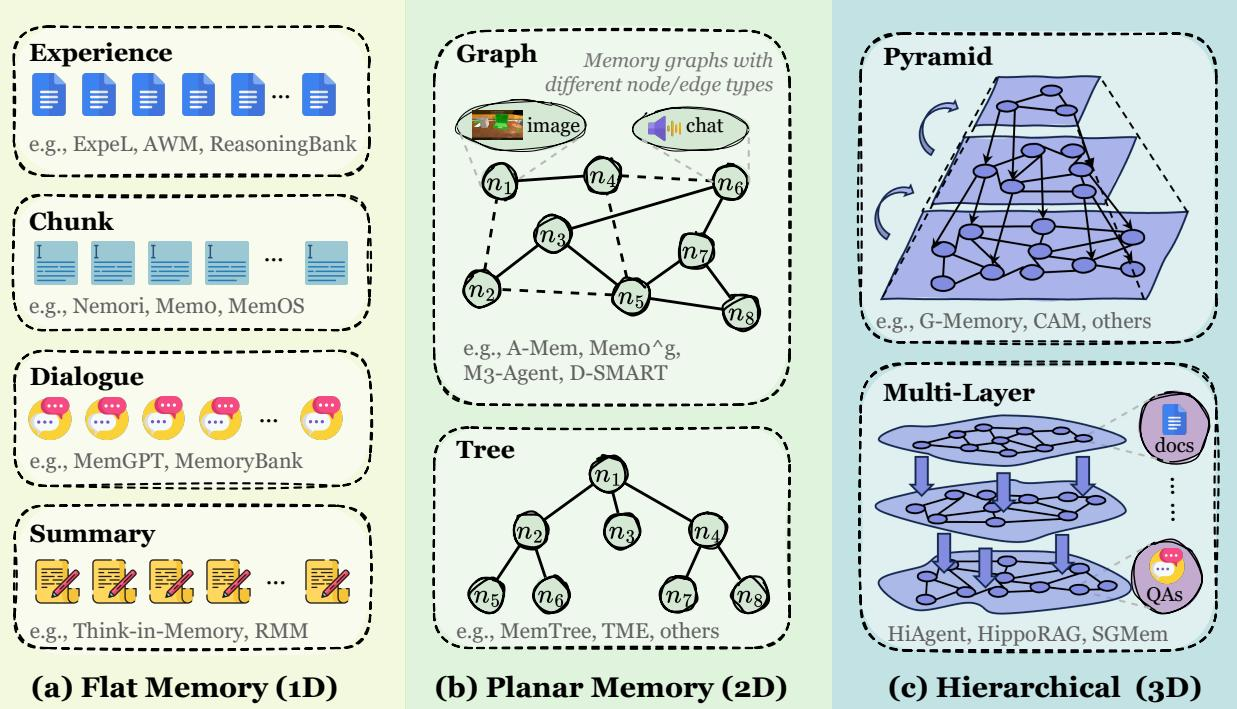 Experience
...
e.g., ExpeL, AWM, ReasoningBank
Chunk
...
e.g., Nemori, Mem0, MemOS
Dialogue
...
e.g., MemGPT, MemoryBank
Summary
...
e.g., Think-in-Memory, RMM
(a) Flat Memory (1D)
Graph
Memory graphs with
different node/edge types
image
chat
n1
n4
n6
n3
n7
n2
n5
n8
e.g., A-Mem, Mem0^g,
M3-Agent, D-SMART
Tree
n1
n2
n3
n4
n5
n6
n7
n8
e.g., MemTree, TME, others
(b) Planar Memory (2D)
Pyramid
e.g., G-Memory, CAM, others
Multi-Layer
docs
QAs
HiAgent, HippoRAG, SGMem
(c) Hierarchical (3D)